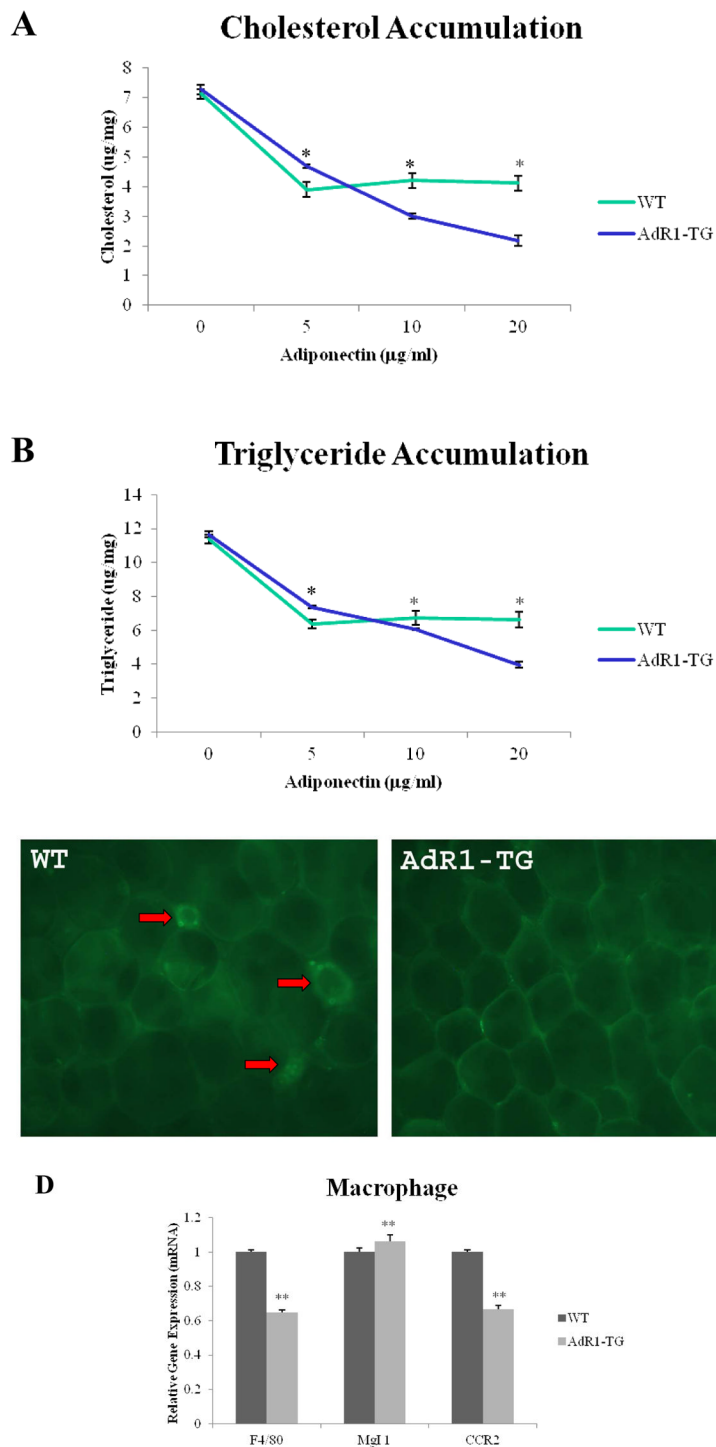 A
Cholesterol Accumulation
8
7
6
5
4
3
2
1
0
Cholesterol (ug/mg)
*
*
*
0
5
10
20
Adiponectin (μg/ml)
WT
AdR1-TG
B
Triglyceride Accumulation
14
12
10
8
6
4
2
0
Triglyceride (ug/mg)
*
*
*
0
5
10
20
Adiponectin (μg/ml)
WT
AdR1-TG
WT
AdR1-TG
D
Macrophage
1.2
1
0.8
0.6
0.4
0.2
0
Relative Gene Expression (mRNA)
**
**
**
F4/80
Mgl 1
CCR2
WT
AdR1-TG